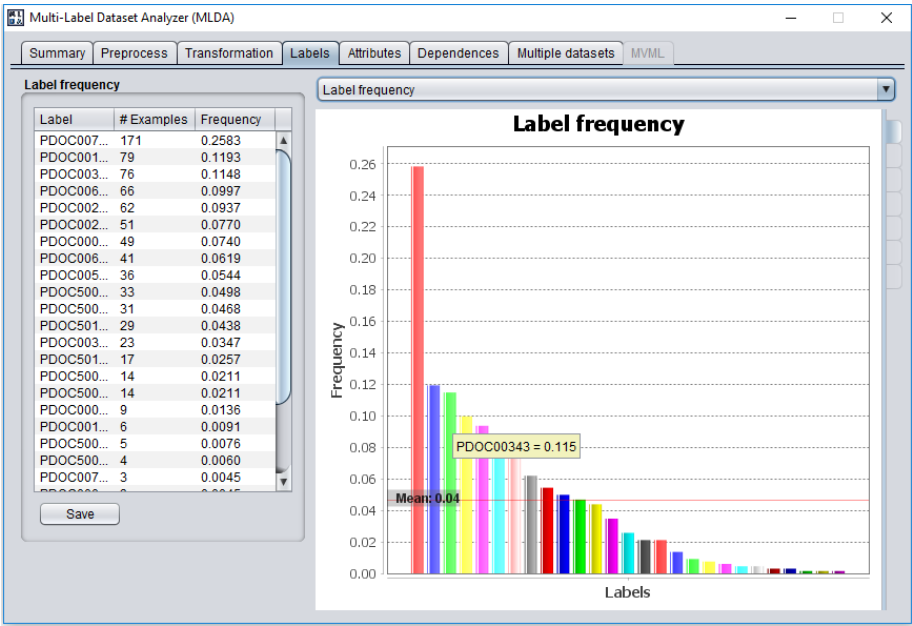 Multi-Label Dataset Analyzer (MLDA)
Summary Preprocess Transformation Labels Attributes Dependences Multiple datasets MVML
Label frequency
Label # Examples Frequency
PDOC007... 171 0.2583
PDOC001... 79 0.1193
PDOC003... 76 0.1148
PDOC006... 66 0.0997
PDOC002... 62 0.0937
PDOC002... 51 0.0770
PDOC000... 49 0.0740
PDOC006... 41 0.0619
PDOC005... 36 0.0544
PDOC500... 33 0.0498
PDOC500... 31 0.0468
PDOC501... 29 0.0438
PDOC003... 23 0.0347
PDOC501... 17 0.0257
PDOC500... 14 0.0211
PDOC500... 14 0.0211
PDOC000... 9 0.0136
PDOC001... 6 0.0091
PDOC500... 5 0.0076
PDOC500... 4 0.0060
PDOC007... 3 0.0045
Save
Label frequency
Label frequency
0.26
0.24
0.22
0.20
0.18
0.16
0.14
0.12
0.10
0.08
0.06
0.04
0.02
0.00
Frequency
PDOC00343 = 0.115
Mean: 0.04
Labels